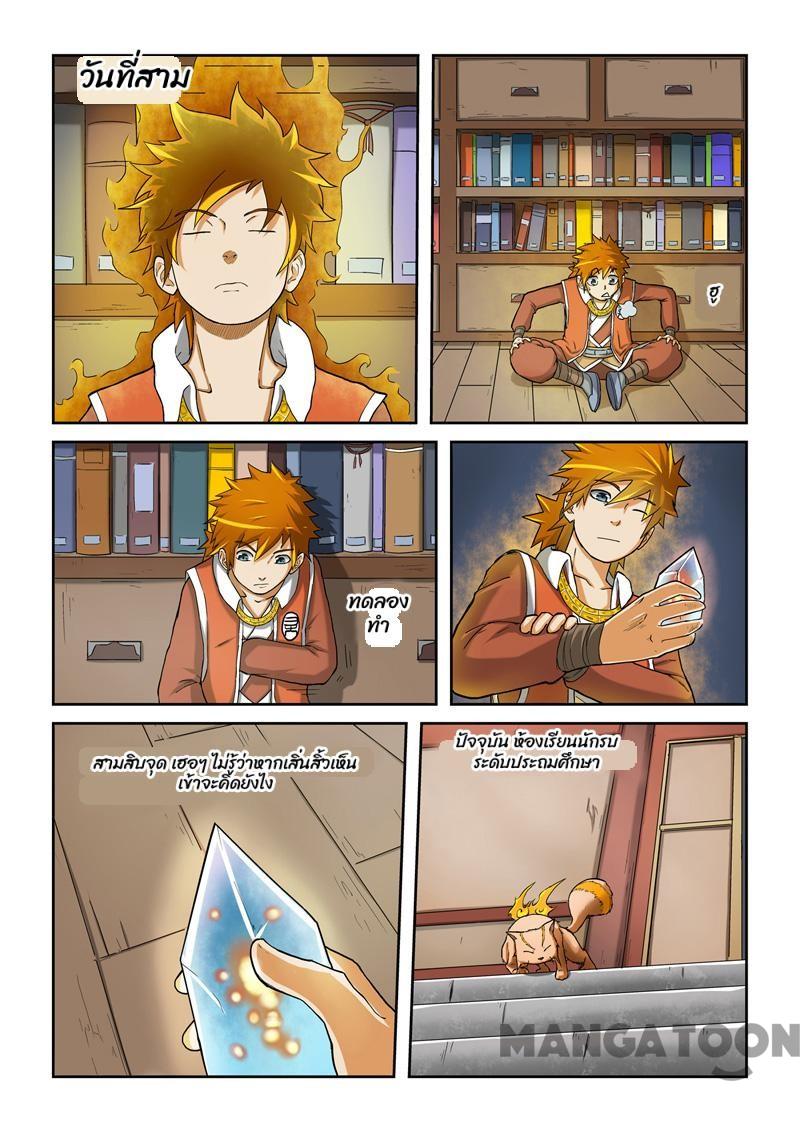 วันที่สาม
ฮู
ทดลอง
ทำ
สามสิบจุด เฮอๆ ไม่รู้ว่าหากเสิ่นสิ้วเห็น
เข้าจะคิดยังไง
ปัจจุบัน ห้องเรียนนักรบ
ระดับประถมศึกษา
MANGATOON